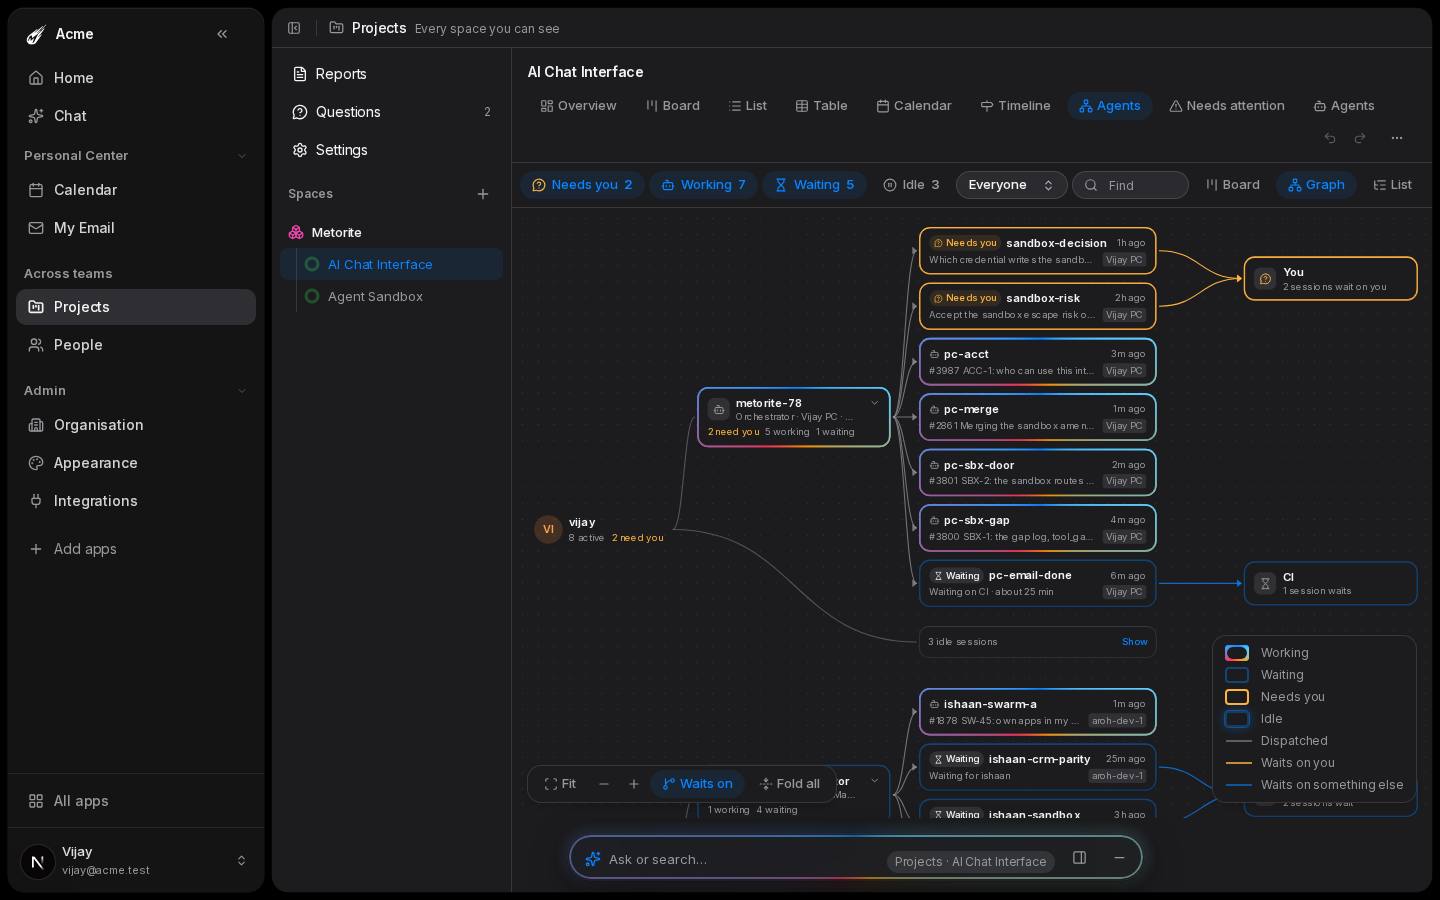 Acme
Home
Chat
Personal Center
Calendar
My Email
Across teams
Projects
People
Admin
Organisation
Appearance
Integrations
Add apps
All apps
Vijay
vijay@acme.test
Projects Every space you can see
Reports
Questions 2
Settings
Spaces
Metorite
AI Chat Interface
Agent Sandbox
AI Chat Interface
Overview Board List Table Calendar Timeline Agents Needs attention Agents
Needs you 2 Working 7 Waiting 5 Idle 3 Everyone Find Board Graph List
VI
vijay
8 active 2 need you
metorite-78
Orchestrator · Vijay PC · ...
2 need you 5 working 1 waiting
Needs you sandbox-decision 1h ago
Which credential writes the sandb... Vijay PC
Needs you sandbox-risk 2h ago
Accept the sandbox escape risk o... Vijay PC
pc-acct 3m ago
#3987 ACC-1: who can use this int... Vijay PC
pc-merge 1m ago
#2861 Merging the sandbox amen... Vijay PC
pc-sbx-door 2m ago
#3801 SBX-2: the sandbox routes ... Vijay PC
pc-sbx-gap 4m ago
#3800 SBX-1: the gap log, tool_ga... Vijay PC
Waiting pc-email-done 6m ago
Waiting on CI · about 25 min Vijay PC
3 idle sessions Show
You
2 sessions wait on you
CI
1 session waits
ishaan-swarm-a 1m ago
#1878 SW-45: own apps in my ... aroh-dev-1
Waiting ishaan-crm-parity 25m ago
Waiting for ishaan aroh-dev-1
Waiting ishaan-sandbox 3h ago
or
Ma...
1 working 4 waiting
Fit Waits on Fold all
Working
Waiting
Needs you
Idle
Dispatched
Waits on you
Waits on something else
2 sessions wait
Ask or search... Projects · AI Chat Interface